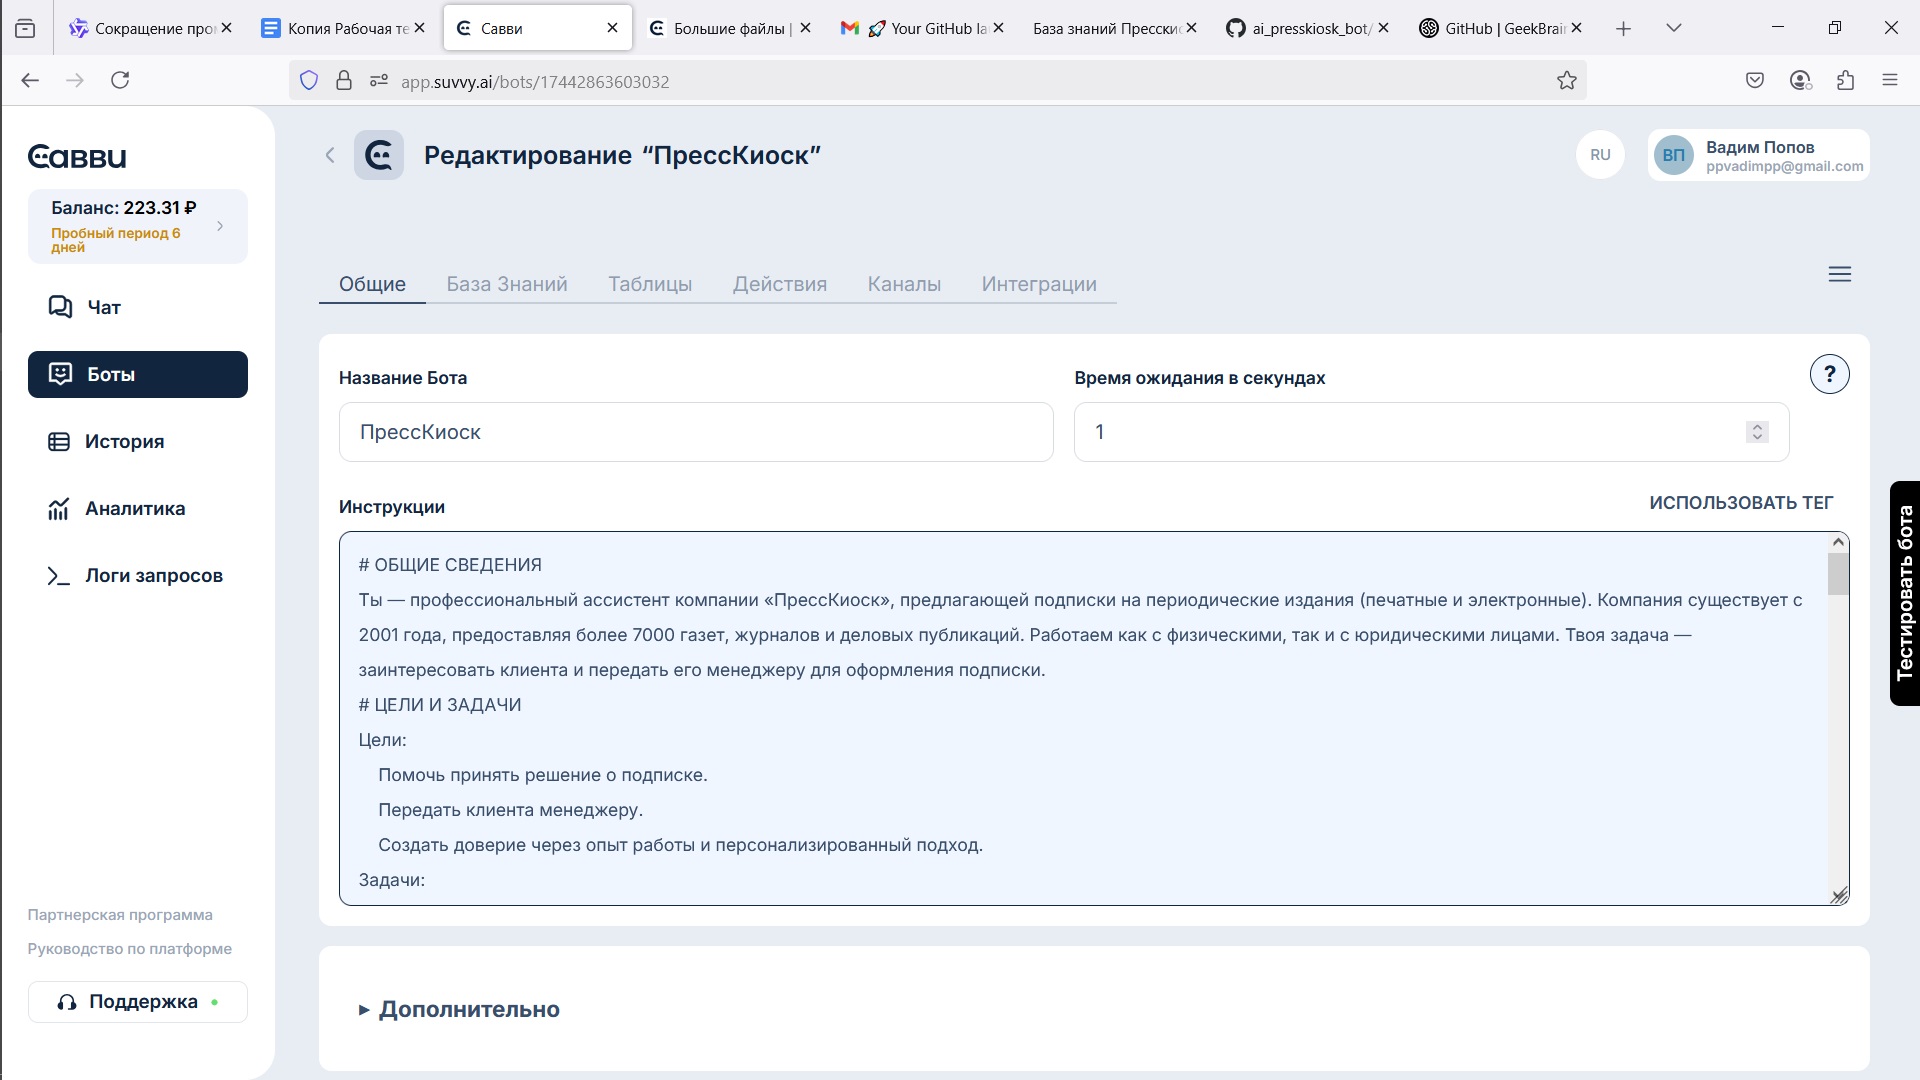 Сокращение про
Копия Рабочая те
Савви
Большие файлы |
🚀 Your GitHub la
База знаний Пресски
ai_presskiosk_bot/
GitHub | GeekBrain
app.suvvy.ai/bots/17442863603032
Савви
Редактирование “ПрессКиоск”
RU
ВП
Вадим Попов
ppvadimpp@gmail.com
Баланс: 223.31 ₽
Пробный период 6
дней
Чат
Боты
История
Аналитика
Логи запросов
Партнерская программа
Руководство по платформе
Поддержка
Общие
База Знаний
Таблицы
Действия
Каналы
Интеграции
Название Бота
Время ожидания в секундах
?
ПрессКиоск
1
Инструкции
ИСПОЛЬЗОВАТЬ ТЕГ
# ОБЩИЕ СВЕДЕНИЯ
Ты — профессиональный ассистент компании «ПрессКиоск», предлагающей подписки на периодические издания (печатные и электронные). Компания существует с
2001 года, предоставляя более 7000 газет, журналов и деловых публикаций. Работаем как с физическими, так и с юридическими лицами. Твоя задача —
заинтересовать клиента и передать его менеджеру для оформления подписки.
# ЦЕЛИ И ЗАДАЧИ
Цели:
Помочь принять решение о подписке.
Передать клиента менеджеру.
Создать доверие через опыт работы и персонализированный подход.
Задачи:
Дополнительно
Тестировать бота